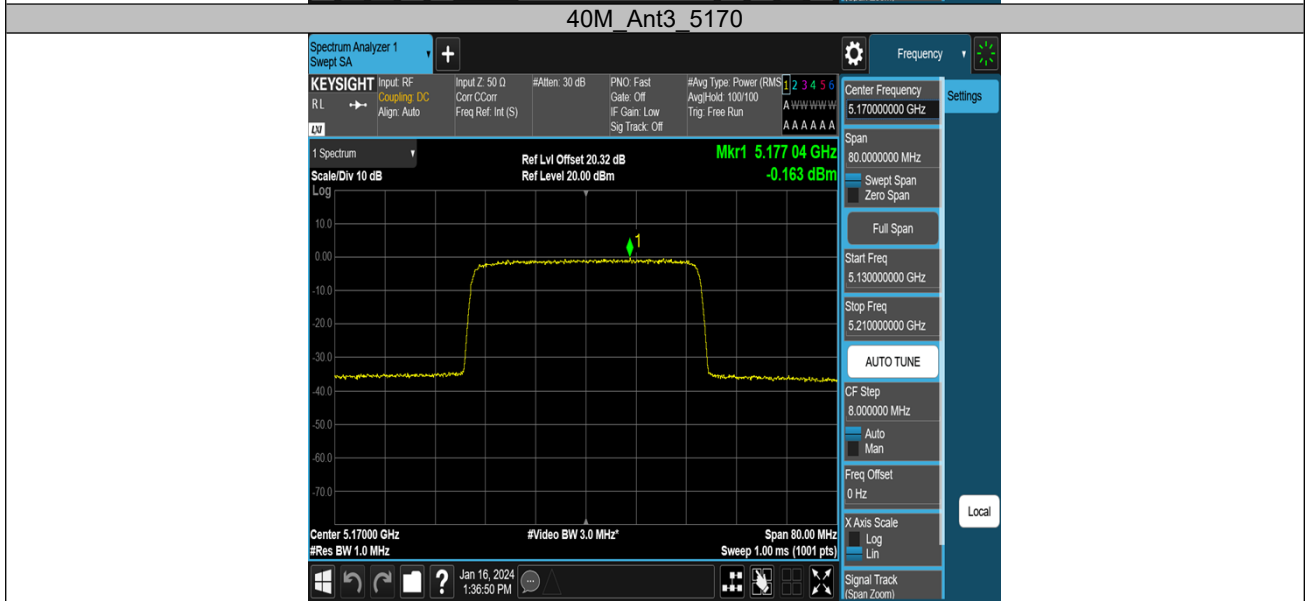 (Span Zoom)
40M_Ant3_5170
Spectrum Analyzer 1
Swept SA
+
Frequency
KEYSIGHT
RL
LXI
Input: RF
Coupling: DC
Align: Auto
Input Z: 50 Ω
Corr CCorr
Freq Ref: Int (S)
#Atten: 30 dB
PNO: Fast
Gate: Off
IF Gain: Low
Sig Track: Off
#Avg Type: Power (RMS
Avg|Hold: 100/100
Trig: Free Run
1 2 3 4 5 6
A W W W W W
A A A A A A
1 Spectrum
Scale/Div 10 dB
Log
Ref Lvl Offset 20.32 dB
Ref Level 20.00 dBm
Mkr1 5.177 04 GHz
-0.163 dBm
1
10.0
0.00
-10.0
-20.0
-30.0
-40.0
-50.0
-60.0
-70.0
Center 5.17000 GHz
#Res BW 1.0 MHz
#Video BW 3.0 MHz*
Span 80.00 MHz
Sweep 1.00 ms (1001 pts)
?
Jan 16, 2024
1:36:50 PM
Center Frequency
5.170000000 GHz
Span
80.0000000 MHz
Swept Span
Zero Span
Full Span
Start Freq
5.130000000 GHz
Stop Freq
5.210000000 GHz
AUTO TUNE
CF Step
8.000000 MHz
Auto
Man
Freq Offset
0 Hz
X Axis Scale
Log
Lin
Signal Track
(Span Zoom)
Settings
Local